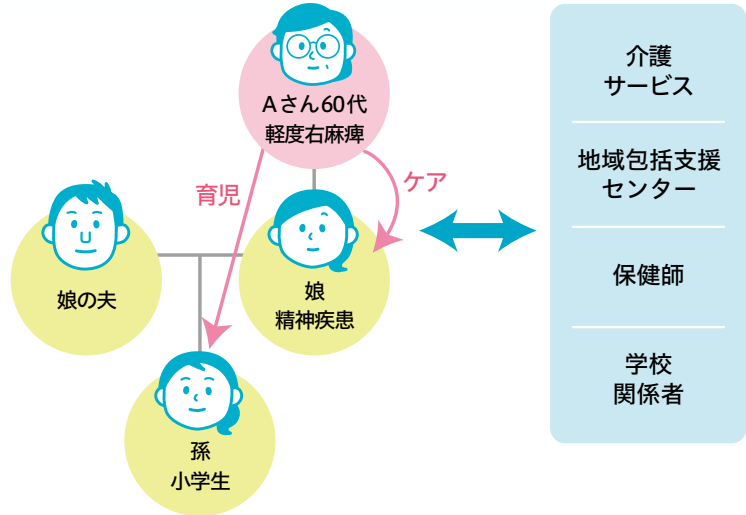 Aさん60代
軽度右麻痺
育児
ケア
娘の夫
娘
精神疾患
孫
小学生
介護
サービス
地域包括支援
センター
保健師
学校
関係者